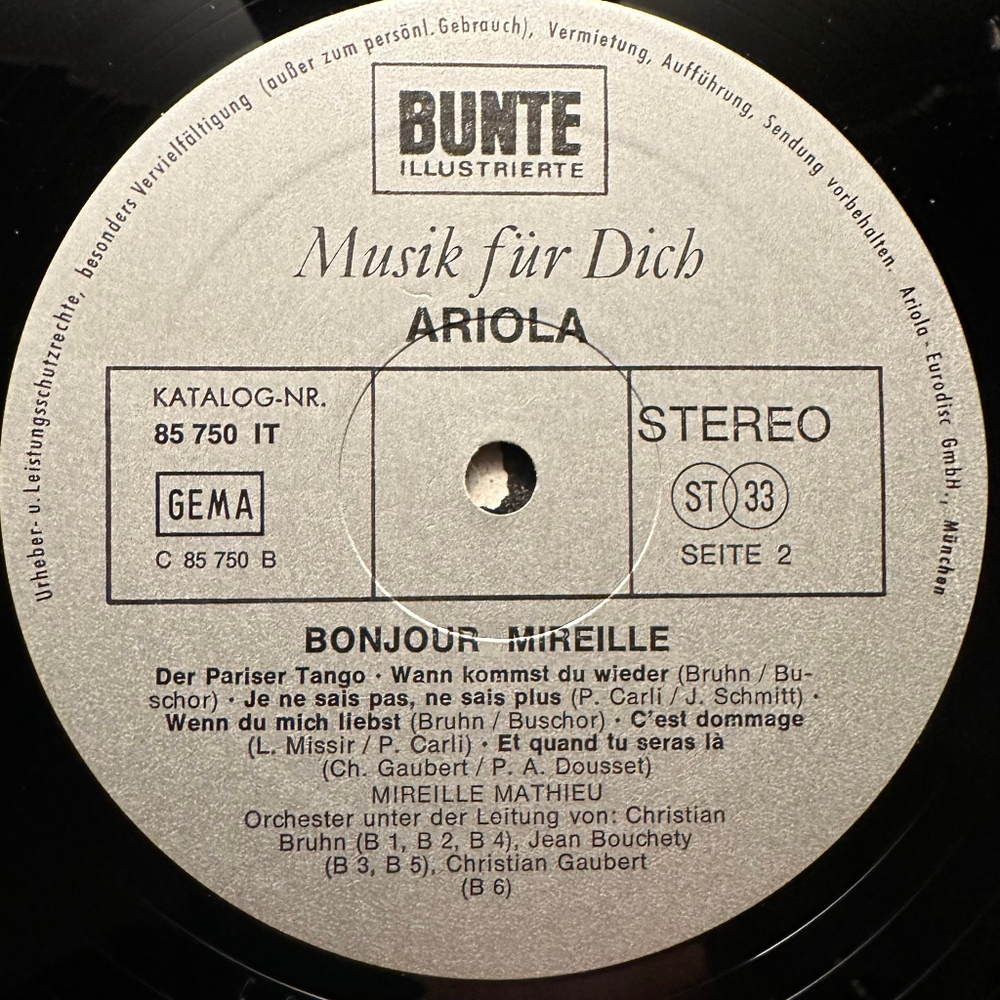 Urheber- u. Leistungsschutzrechte, besonders Vervielfältigung (außer zum persönl. Gebrauch), Vermietung, Aufführung, Sendung vorbehalten. Ariola - Eurodisc GmbH., München
BUNTE
ILLUSTRIERTE
Musik für Dich
ARIOLA
KATALOG-NR.
85 750 IT
GEMA
C 85 750 B
STEREO
ST 33
SEITE 2
BONJOUR MIREILLE
Der Pariser Tango · Wann kommst du wieder (Bruhn / Bu-
schor) · Je ne sais pas, ne sais plus (P. Carli / J. Schmitt) ·
Wenn du mich liebst (Bruhn / Buschor) · C'est dommage
(L. Missir / P. Carli) · Et quand tu seras là
(Ch. Gaubert / P. A. Dousset)
MIREILLE MATHIEU
Orchester unter der Leitung von: Christian
Bruhn (B 1, B 2, B 4), Jean Bouchety
(B 3, B 5), Christian Gaubert
(B 6)